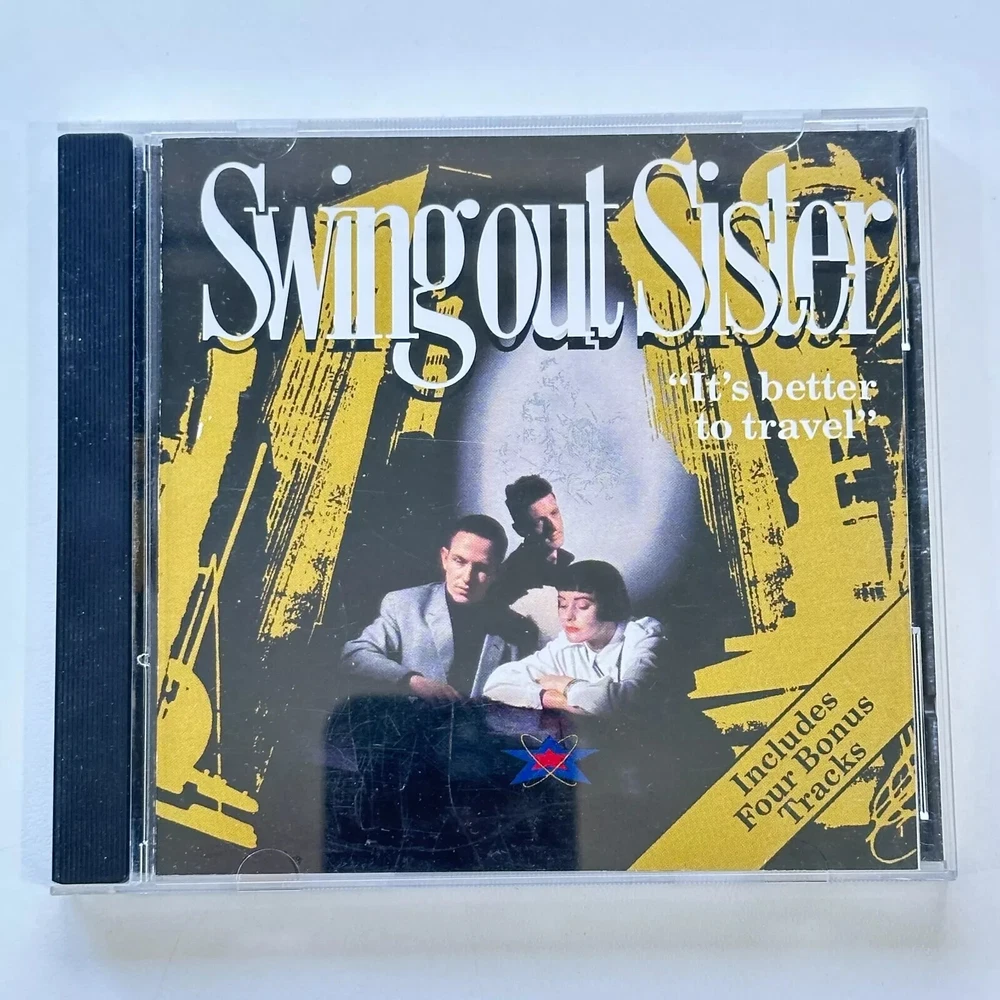 Swing out Sister
“It's better
to travel”
Includes
Four Bonus
Tracks